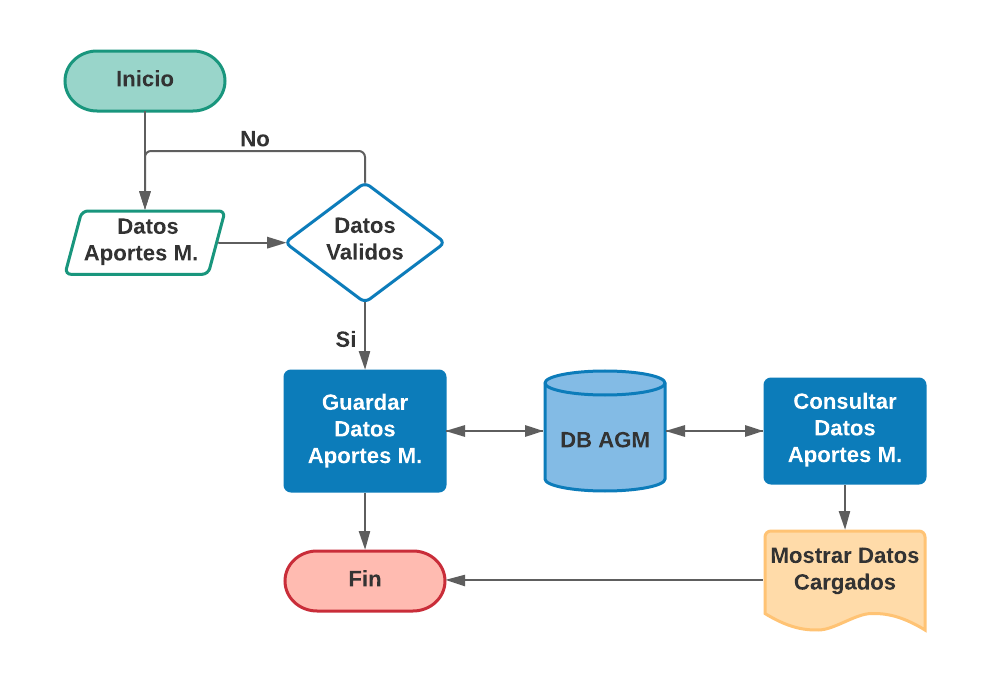 Inicio
No
Datos
Aportes M.
Datos
Validos
Si
Guardar
Datos
Aportes M.
DB AGM
Consultar
Datos
Aportes M.
Mostrar Datos
Cargados
Fin